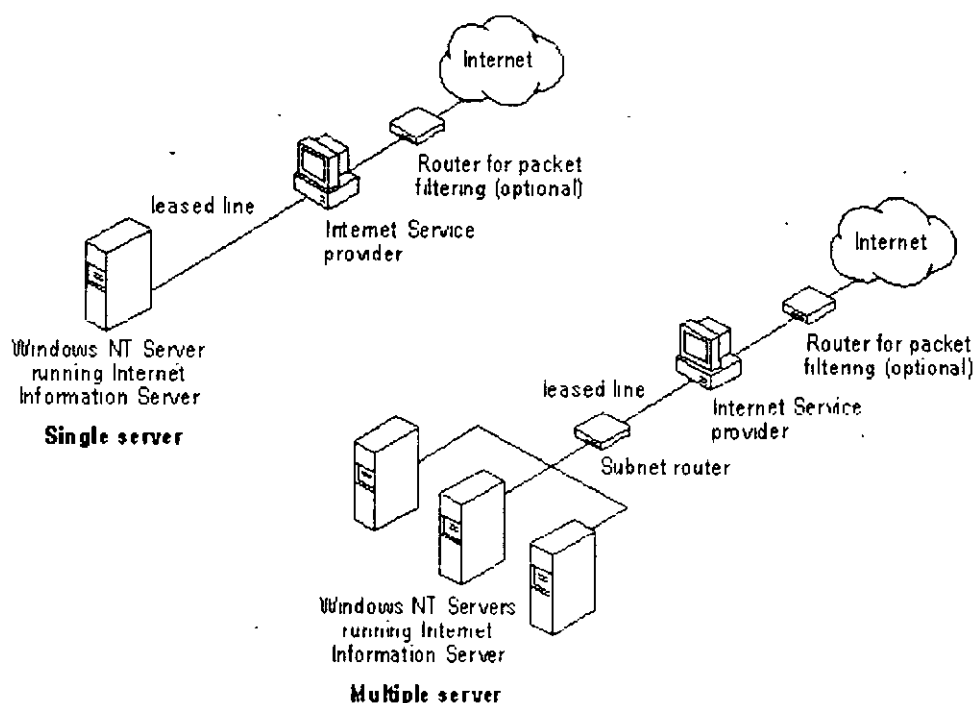 Internet
Router for packet
filtering (optional)
leased line
Internet Service
provider
Windows NT Server
running Internet
Information Server
Single server
Internet
Router for packet
filtering (optional)
leased line
Internet Service
provider
Subnet router
Windows NT Servers
running Internet
Information Server
Multiple server